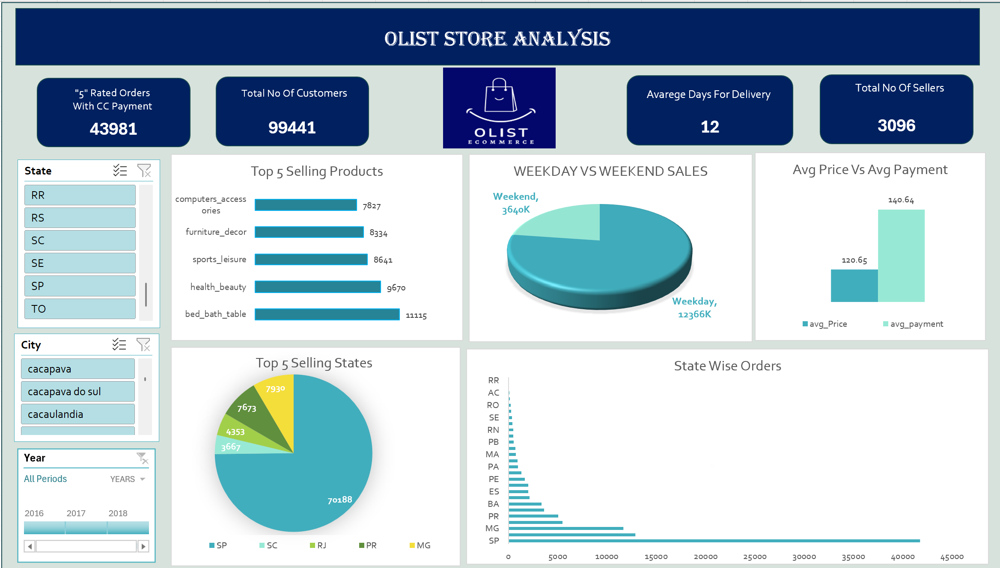 OLIST STORE ANALYSIS
"5" Rated Orders
With CC Payment
43981
Total No Of Customers
99441
OLIST
ECOMMERCE
Avarege Days For Delivery
12
Total No Of Sellers
3096
State
RR
RS
SC
SE
SP
TO
City
cacapava
cacapava do sul
cacaulandia
Year
All Periods
YEARS
2016 2017 2018
Top 5 Selling Products
computers_access
ories
7827
furniture_decor
8334
sports_leisure
8641
health_beauty
9670
bed_bath_table
11115
WEEKDAY VS WEEKEND SALES
Weekend,
3640K
Weekday,
12366K
Avg Price Vs Avg Payment
140.64
120.65
avg_Price avg_payment
Top 5 Selling States
7930
7673
4353
3667
70188
SP SC RJ PR MG
State Wise Orders
RR
AC
RO
SE
RN
PB
MA
PA
PE
ES
BA
PR
MG
SP
0 5000 10000 15000 20000 25000 30000 35000 40000 45000